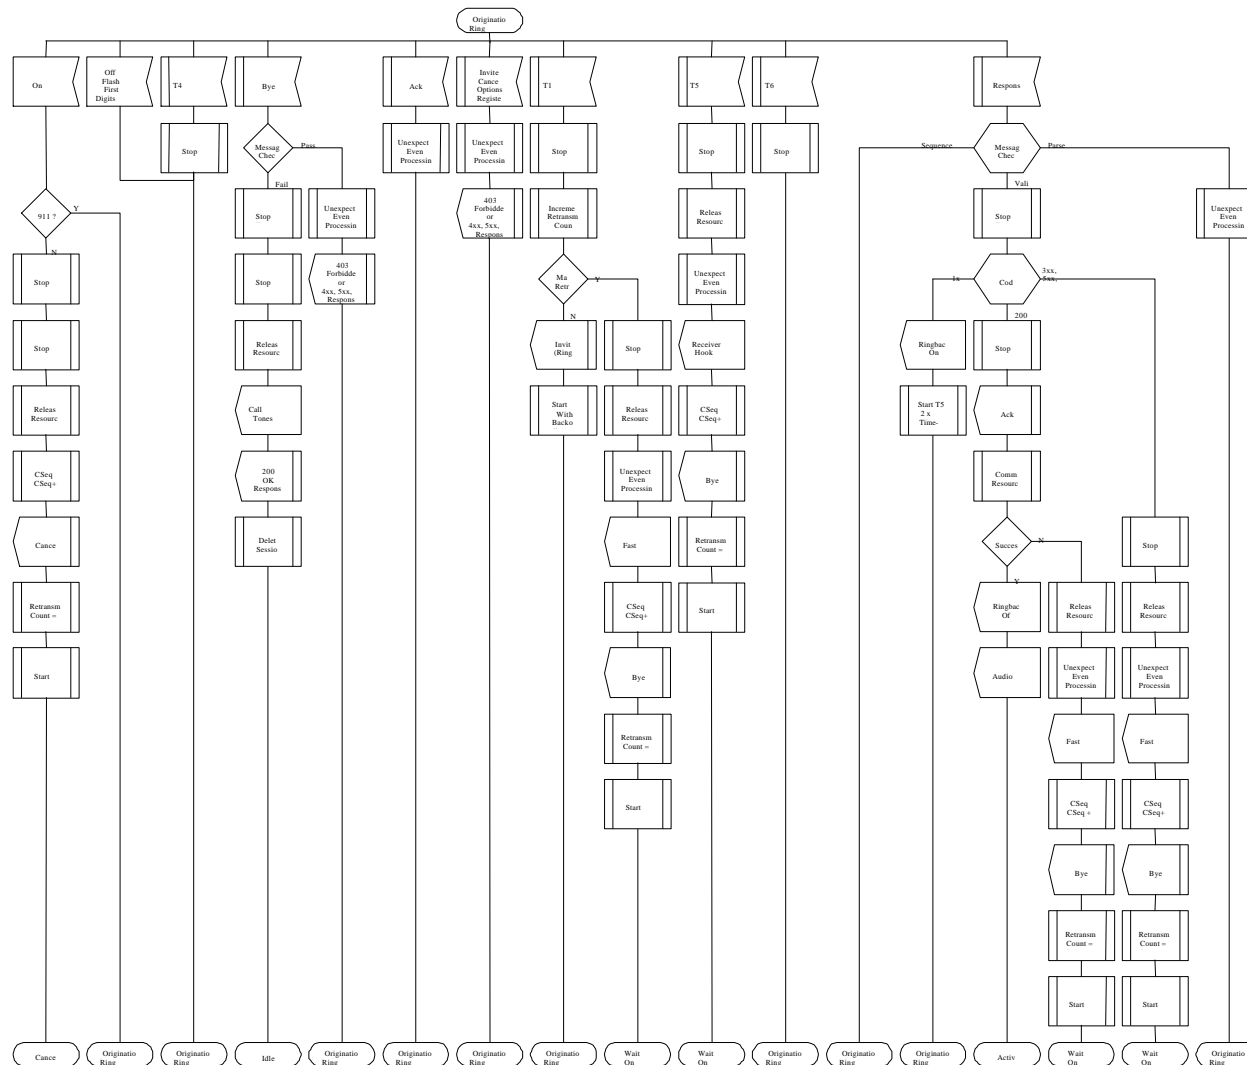 Originatio
Ring
On
Off
Flash
First
Digits
T4
Bye
Ack
Invite
Cance
Options
Registe
T1
T5
T6
Respons
Stop
Messag
Chec
Pass
Unexpect
Even
Processin
Unexpect
Even
Processin
Stop
Stop
Stop
Sequence
Messag
Chec
Parse
Fail
Vali
911 ?
Y
N
Stop
Unexpect
Even
Processin
403
Forbidde
or
4xx, 5xx,
Respons
Increme
Retransm
Coun
Releas
Resourc
Stop
Unexpect
Even
Processin
Stop
Stop
403
Forbidde
or
4xx, 5xx,
Respons
Ma
Retr
Y
N
Unexpect
Even
Processin
1x
Cod
3xx,
5xx,
200
Stop
Releas
Resourc
Invit
(Ring
Stop
Receiver
Hook
Ringbac
On
Stop
Releas
Resourc
Call
Tones
Start
With
Backo
Releas
Resourc
CSeq
CSeq+
Start T5
2 x
Time-
Ack
CSeq
CSeq+
200
OK
Respons
Unexpect
Even
Processin
Bye
Comm
Resourc
Cance
Delet
Sessio
Fast
Retransm
Count =
Succes
N
Y
Stop
Retransm
Count =
CSeq
CSeq+
Start
Ringbac
Of
Releas
Resourc
Releas
Resourc
Start
Bye
Audio
Unexpect
Even
Processin
Unexpect
Even
Processin
Retransm
Count =
Fast
Fast
Start
CSeq
CSeq +
CSeq
CSeq+
Bye
Bye
Retransm
Count =
Retransm
Count =
Start
Start
Cance
Originatio
Ring
Originatio
Ring
Idle
Originatio
Ring
Originatio
Ring
Originatio
Ring
Originatio
Ring
Wait
On
Wait
On
Originatio
Ring
Originatio
Ring
Originatio
Ring
Activ
Wait
On
Wait
On
Originatio
Ring